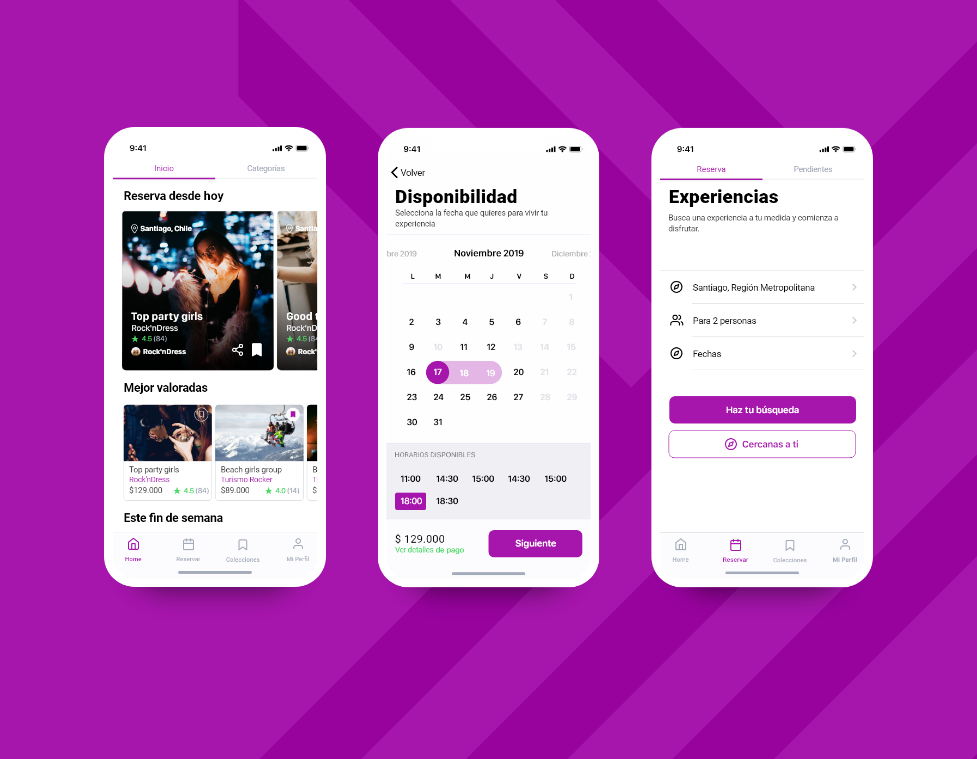 9:41
Inicio Categorías
Reserva desde hoy
Santiago, Chile
Top party girls
Rock'nDress
4.5 (84)
Rock'nDress
Santia
Good t
Rock'nD
Rock'
Mejor valoradas
Top party girls
Rock'nDress
$129.000 4.5 (84)
Beach girls group
Turismo Rocker
$89.000 4.0 (14)
B
T
$
Este fin de semana
Home Reservar Colecciones Mi Perfil
9:41
Volver
Disponibilidad
Selecciona la fecha que quieres para vivir tu
experiencia
bre 2019 Noviembre 2019 Diciembre
L M M J V S D
1
2 3 4 5 6 7 8
9 10 11 12 13 14 15
16 17 18 19 20 21 22
23 24 25 26 27 28 29
30 31
HORARIOS DISPONIBLES
11:00 14:30 15:00 14:30 15:00
18:00 18:30
$ 129.000
Ver detalles de pago
Siguiente
9:41
Reserva Pendientes
Experiencias
Busca una experiencia a tu medida y comienza a
disfrutar.
Santiago, Región Metropolitana
Para 2 personas
Fechas
Haz tu búsqueda
Cercanas a ti
Home Reservar Colecciones Mi Perfil